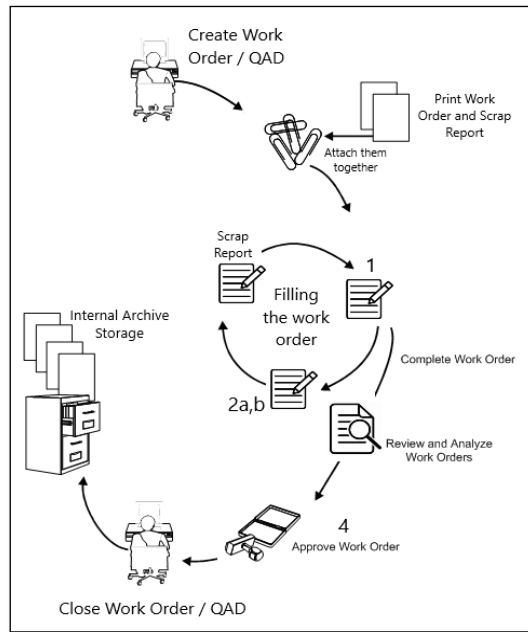 Create Work
Order / QAD
Print Work
Order and Scrap
Report
Attach them
together
Scrap
Report
1
Filling
the work
order
Internal Archive
Storage
Complete Work Order
2a,b
Review and Analyze
Work Orders
4
Approve Work Order
Close Work Order / QAD